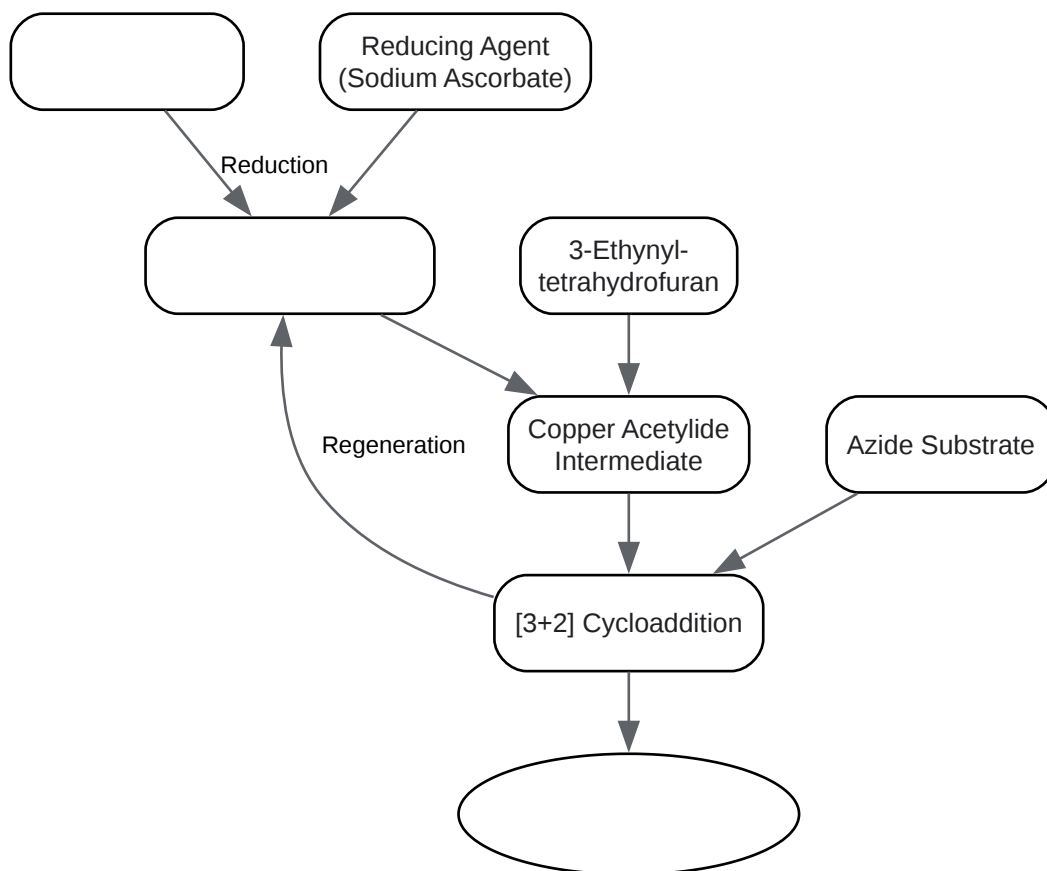 Reducing Agent
(Sodium Ascorbate)
Reduction
3-Ethynyl-
tetrahydrofuran
Copper Acetylide
Intermediate
Regeneration
Azide Substrate
[3+2] Cycloaddition